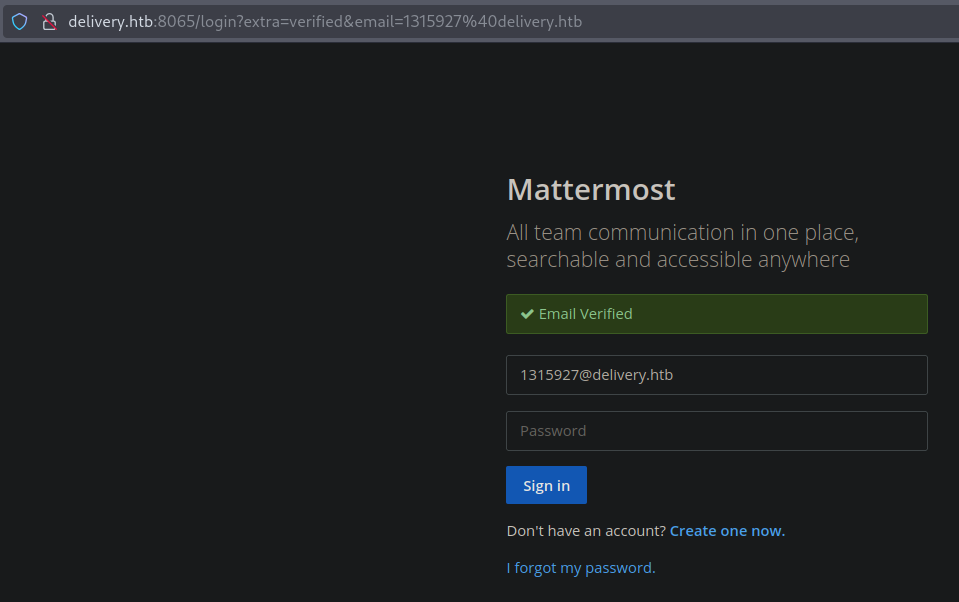 delivery.htb:8065/login?extra=verified&email=1315927%40delivery.htb
Mattermost
All team communication in one place,
searchable and accessible anywhere
Email Verified
1315927@delivery.htb
Password
Sign in
Don't have an account? Create one now.
I forgot my password.